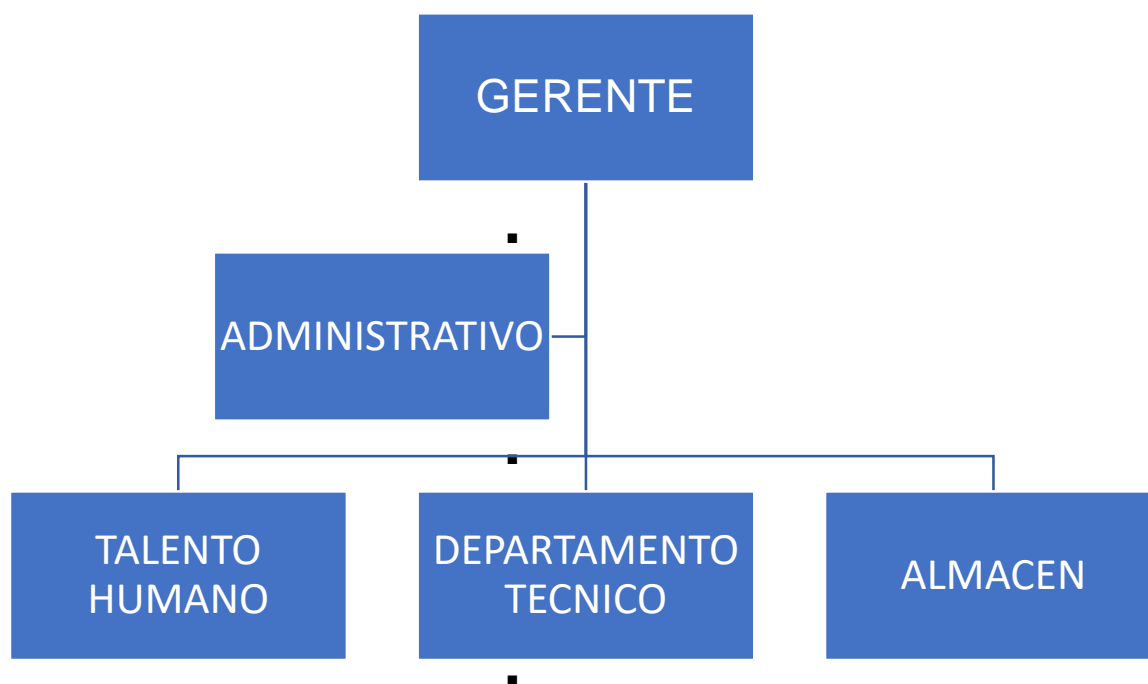 GERENTE
ADMINISTRATIVO
TALENTO
HUMANO
DEPARTAMENTO
TECNICO
ALMACEN